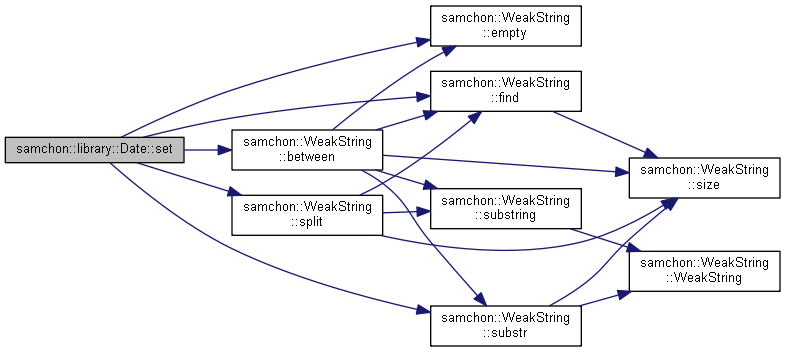 samchon::library::Date::set
samchon::WeakString
::empty
samchon::WeakString
::find
samchon::WeakString
::between
samchon::WeakString
::split
samchon::WeakString
::substring
samchon::WeakString
::substr
samchon::WeakString
::size
samchon::WeakString
::WeakString